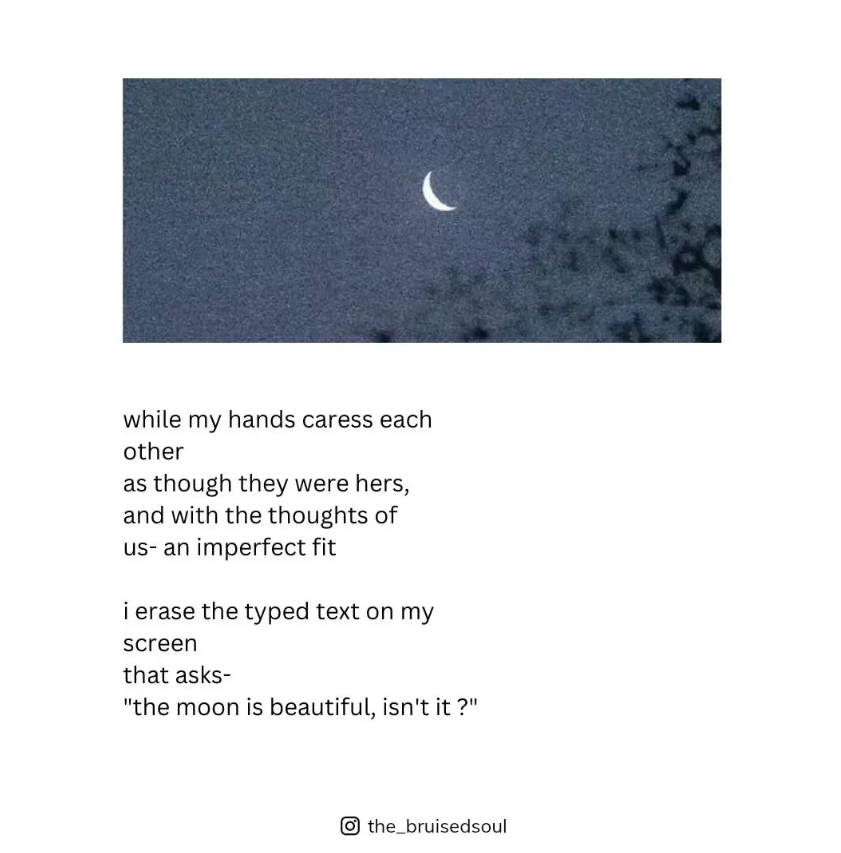 while my hands caress each
other
as though they were hers,
and with the thoughts of
us- an imperfect fit
i erase the typed text on my
screen
that asks-
"the moon is beautiful, isn't it ?"
the_bruisedsoul